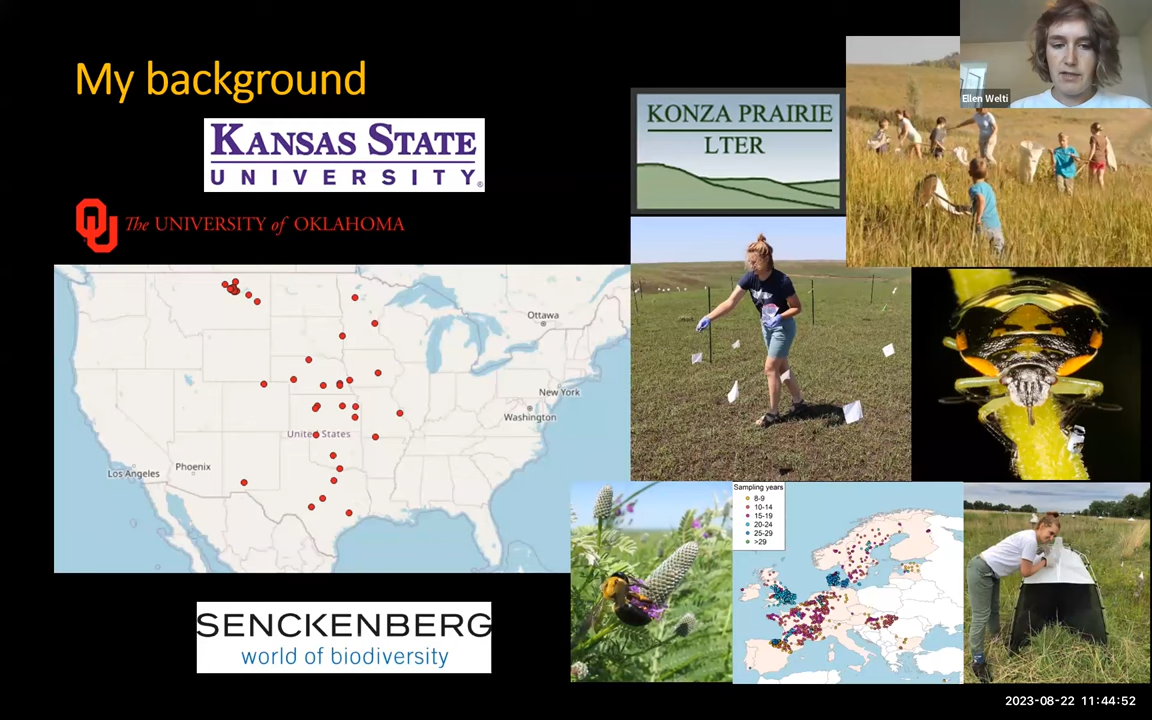 My background
KANSAS STATE
UNIVERSITY
OU The UNIVERSITY of OKLAHOMA
KONZA PRAIRIE
LTER
Ellen Welti
Ottawa
New York
Washington
United States
Los Angeles
Phoenix
Sampling years
8-9
10-14
15-19
20-24
25-29
>29
SENCKENBERG
world of biodiversity
2023-08-22 11:44:52